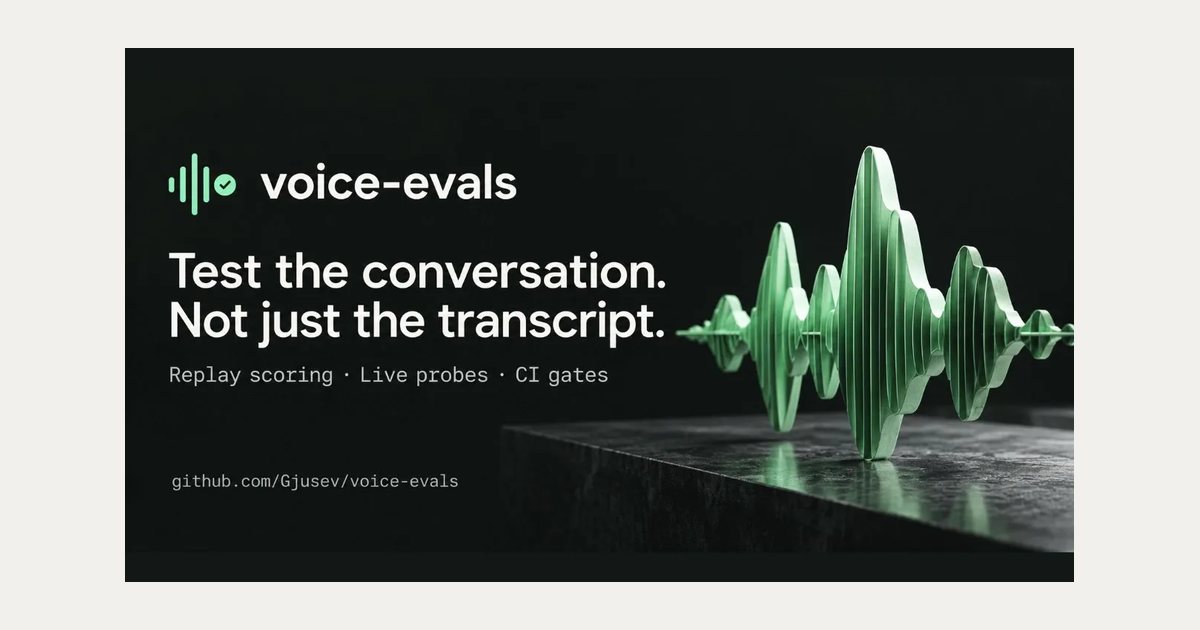 voice-evals
Test the conversation.
Not just the transcript.
Replay scoring · Live probes · CI gates
github.com/Gjusev/voice-evals